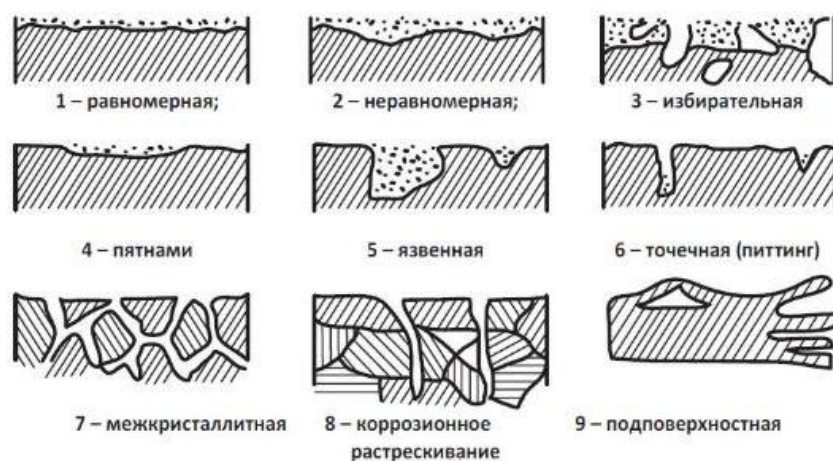 1 – равномерная;
2 – неравномерная;
3 – избирательная
4 – пятнами
5 – язвенная
6 – точечная (питтинг)
7 – межкристаллитная
8 – коррозионное
растрескивание
9 – подповерхностная